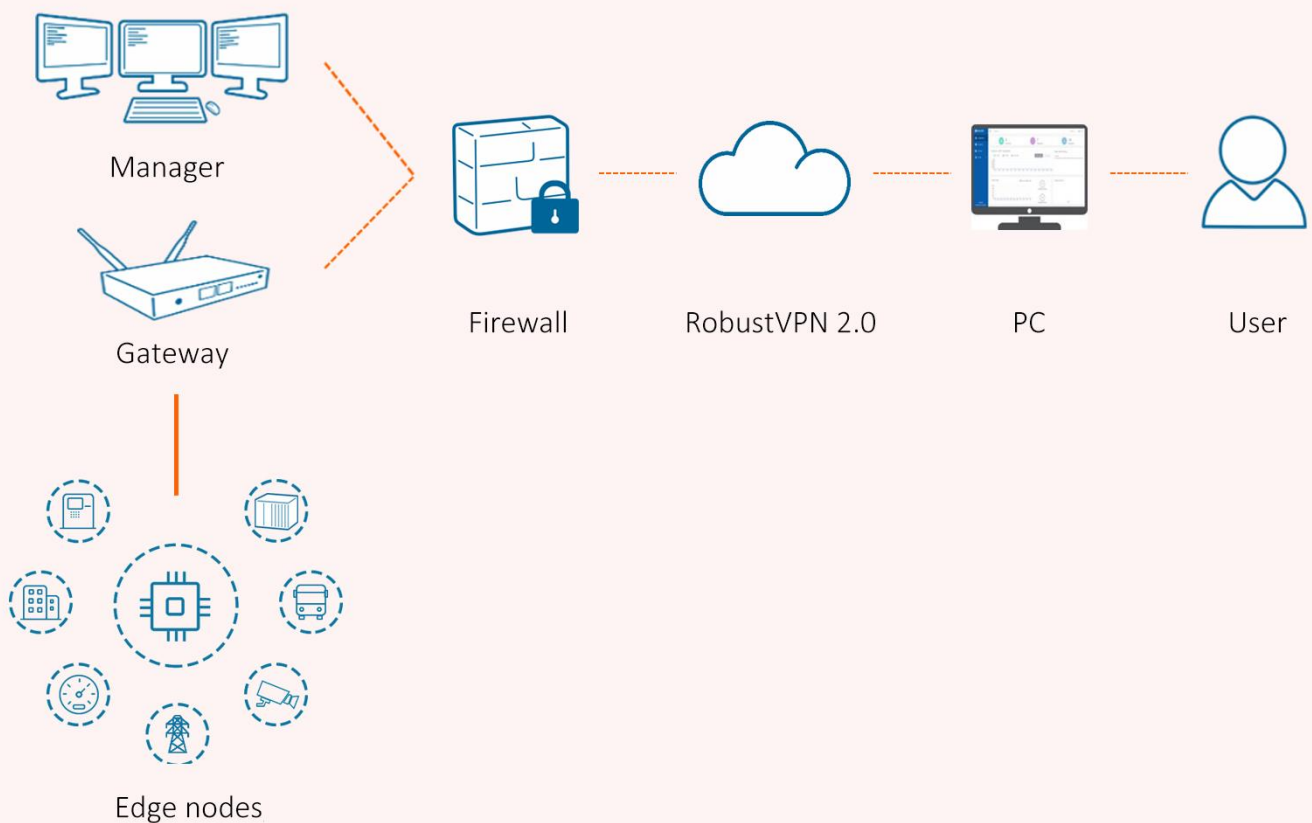 Manager
Gateway
Firewall
RobustVPN 2.0
PC
User
Edge nodes